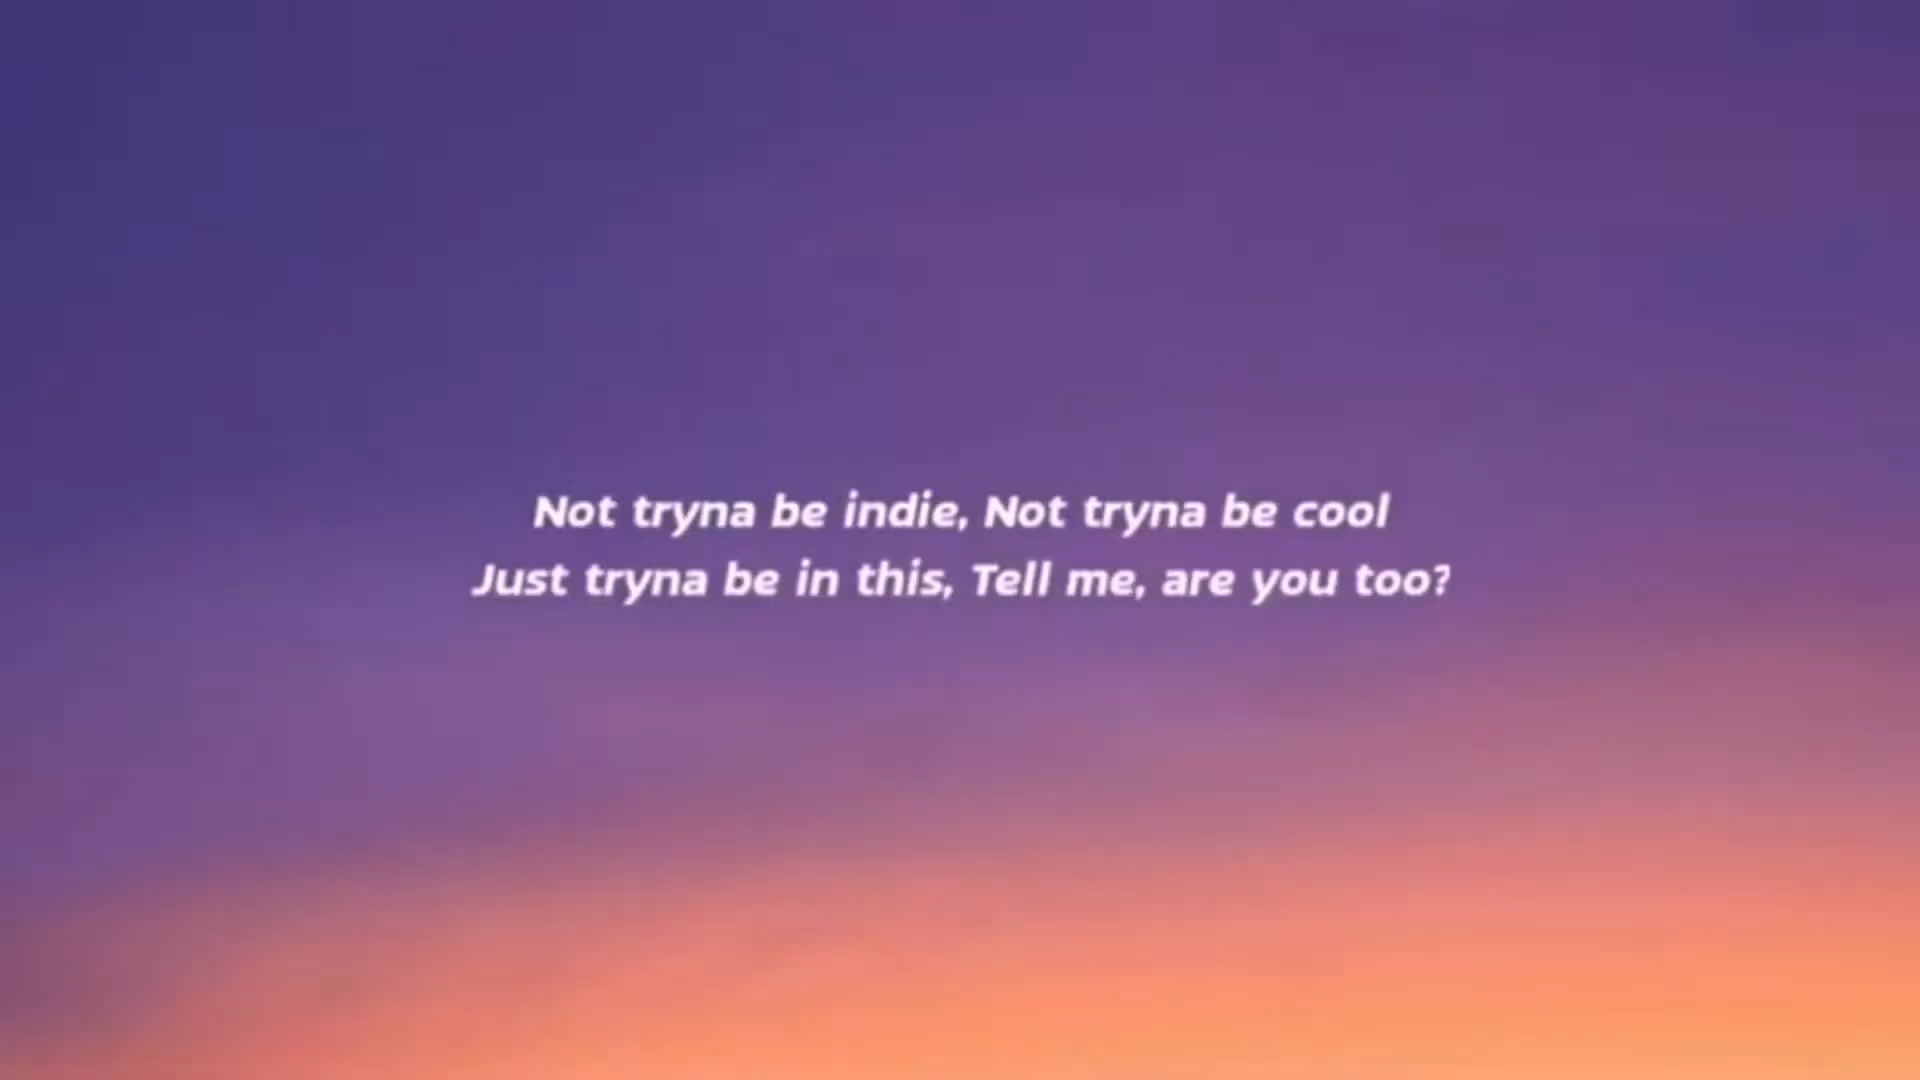 Not tryna be indie, Not tryna be cool
Just tryna be in this, Tell me, are you too?